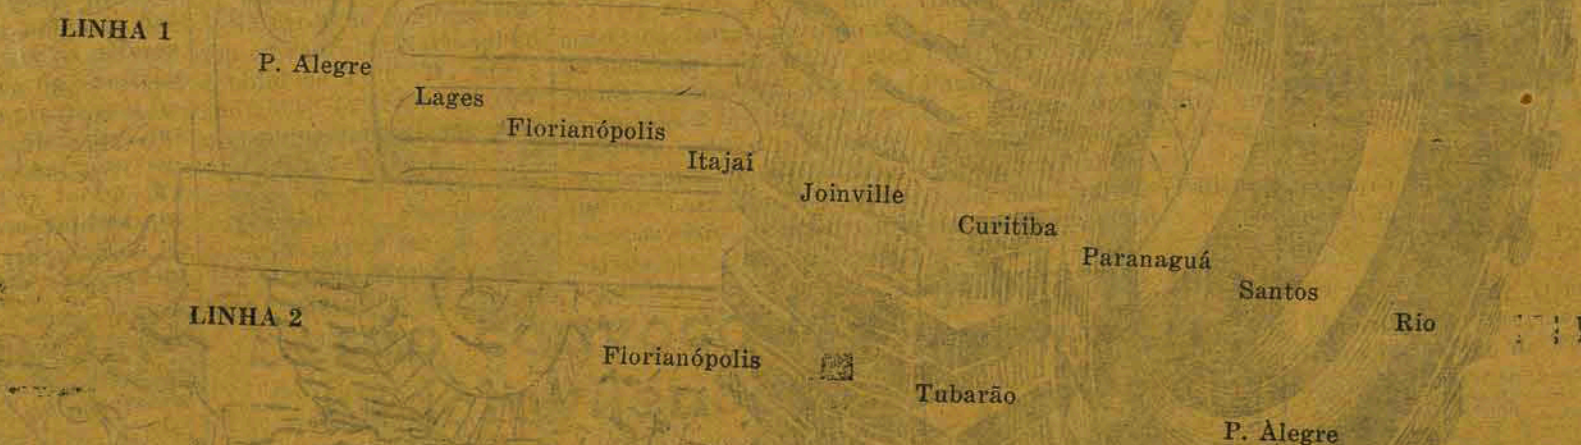 LINHA 1
P. Alegre
Lages
Florianópolis
Itajaí
Joinville
Curitiba
Paranaguá
Santos
Rio
LINHA 2
Florianópolis
Tubarão
P. Alegre